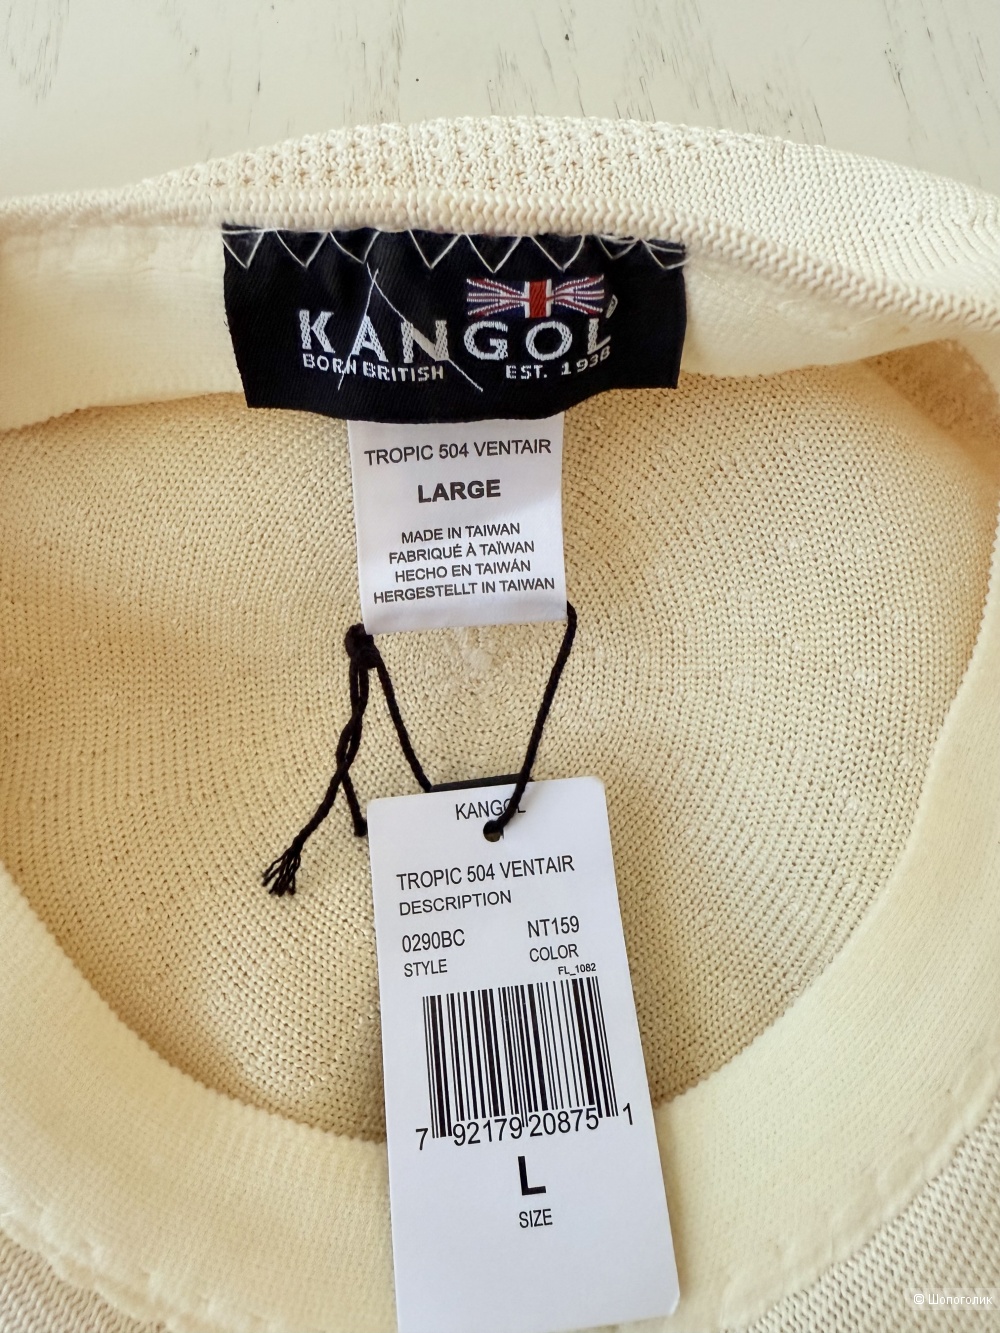 KANGOL®
BORN BRITISH EST. 1938
TROPIC 504 VENTAIR
LARGE
MADE IN TAIWAN
FABRIQUÉ À TAÏWAN
HECHO EN TAIWÁN
HERGESTELLT IN TAIWAN
KANGOL
TROPIC 504 VENTAIR
DESCRIPTION
0290BC NT159
STYLE COLOR
FL_1082
7 92179 20875 1
L
SIZE
© Шопоголик